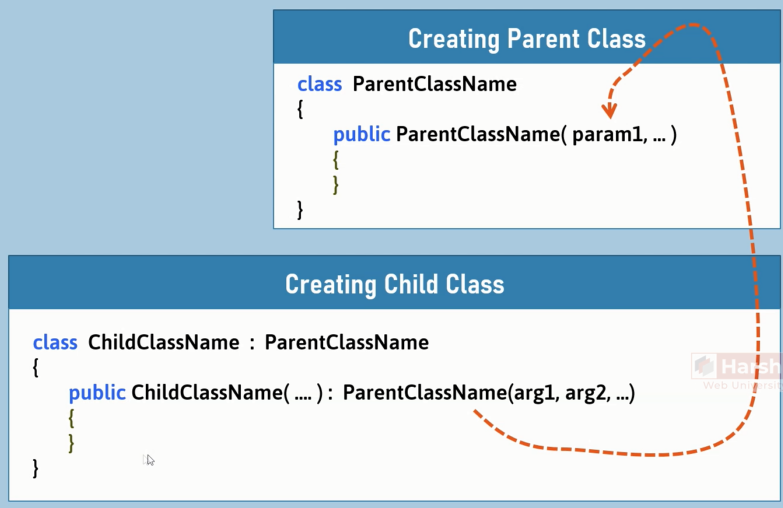 Creating Parent Class
class ParentClassName
{
public ParentClassName( param1, ... )
{
}
}
Creating Child Class
class ChildClassName : ParentClassName
{
public ChildClassName( .... ) : ParentClassName(arg1, arg2, ...)
{
}
}
Harsh
Web Universit